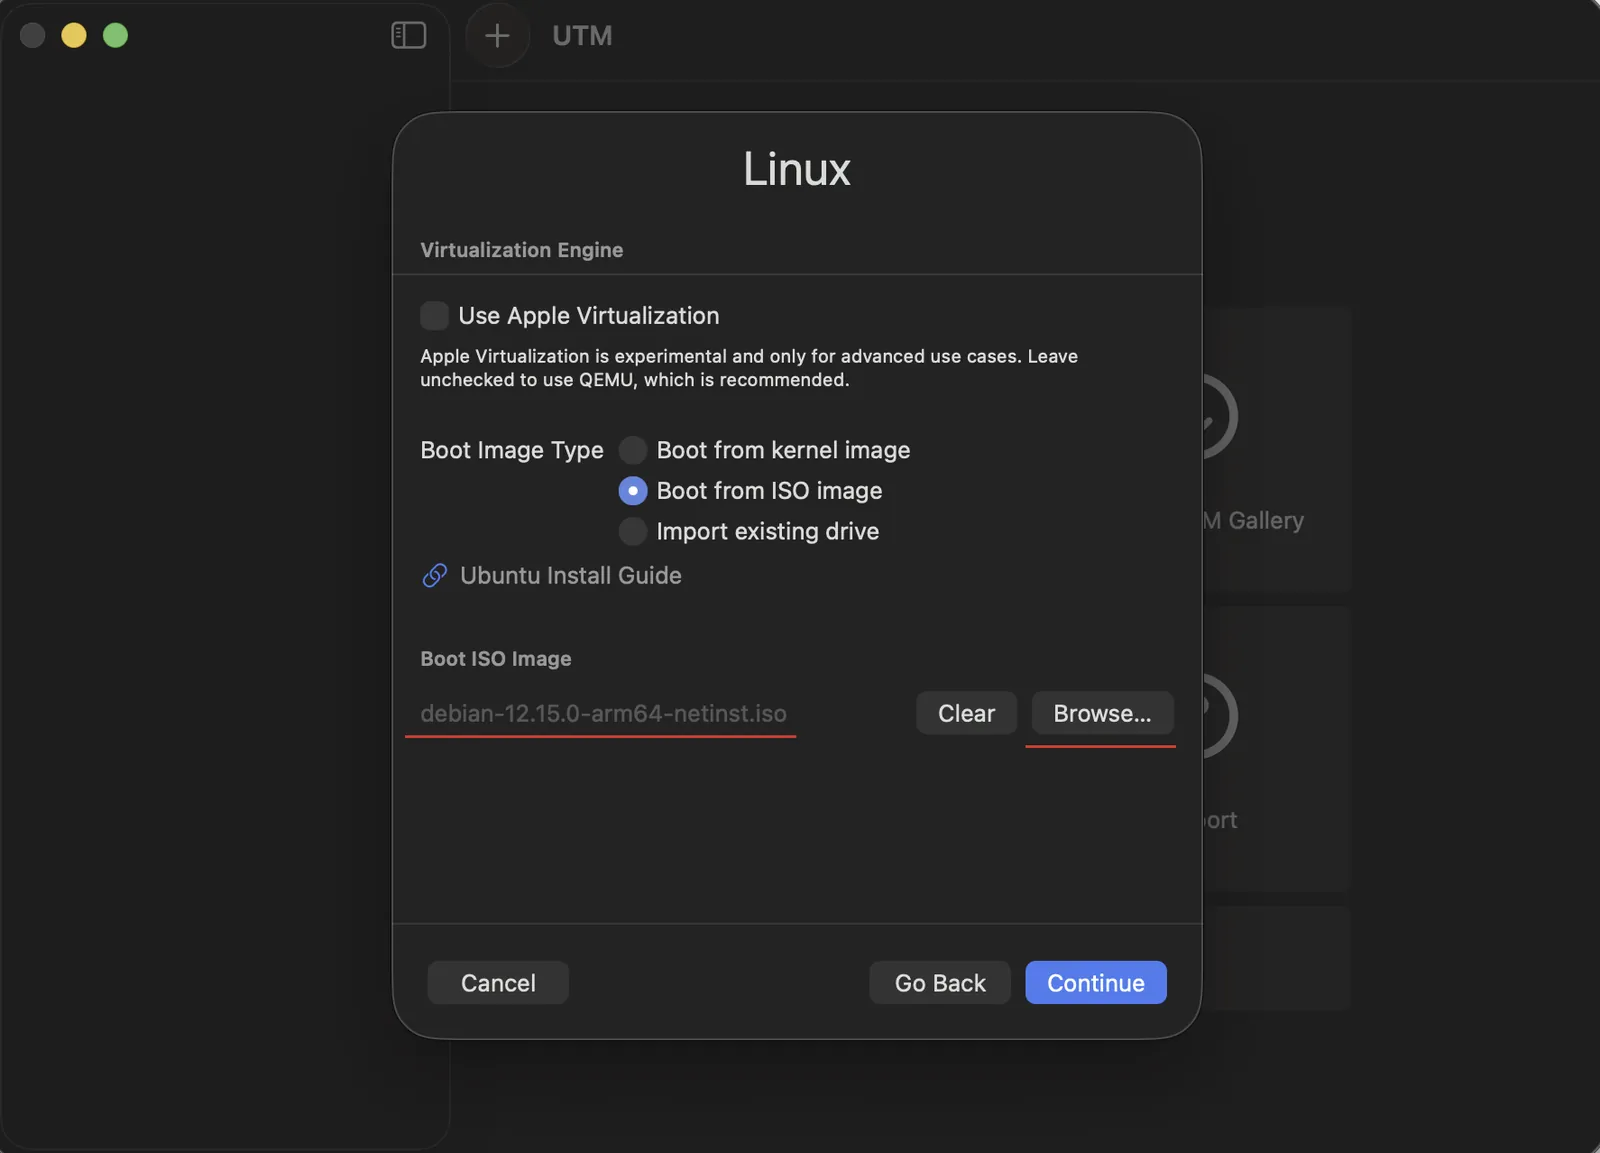 UTM
Linux
Virtualization Engine
Use Apple Virtualization
Apple Virtualization is experimental and only for advanced use cases. Leave
unchecked to use QEMU, which is recommended.
Boot Image Type
Boot from kernel image
Boot from ISO image
Import existing drive
Ubuntu Install Guide
Boot ISO Image
debian-12.15.0-arm64-netinst.iso
Clear
Browse...
Cancel
Go Back
Continue
M Gallery
ort